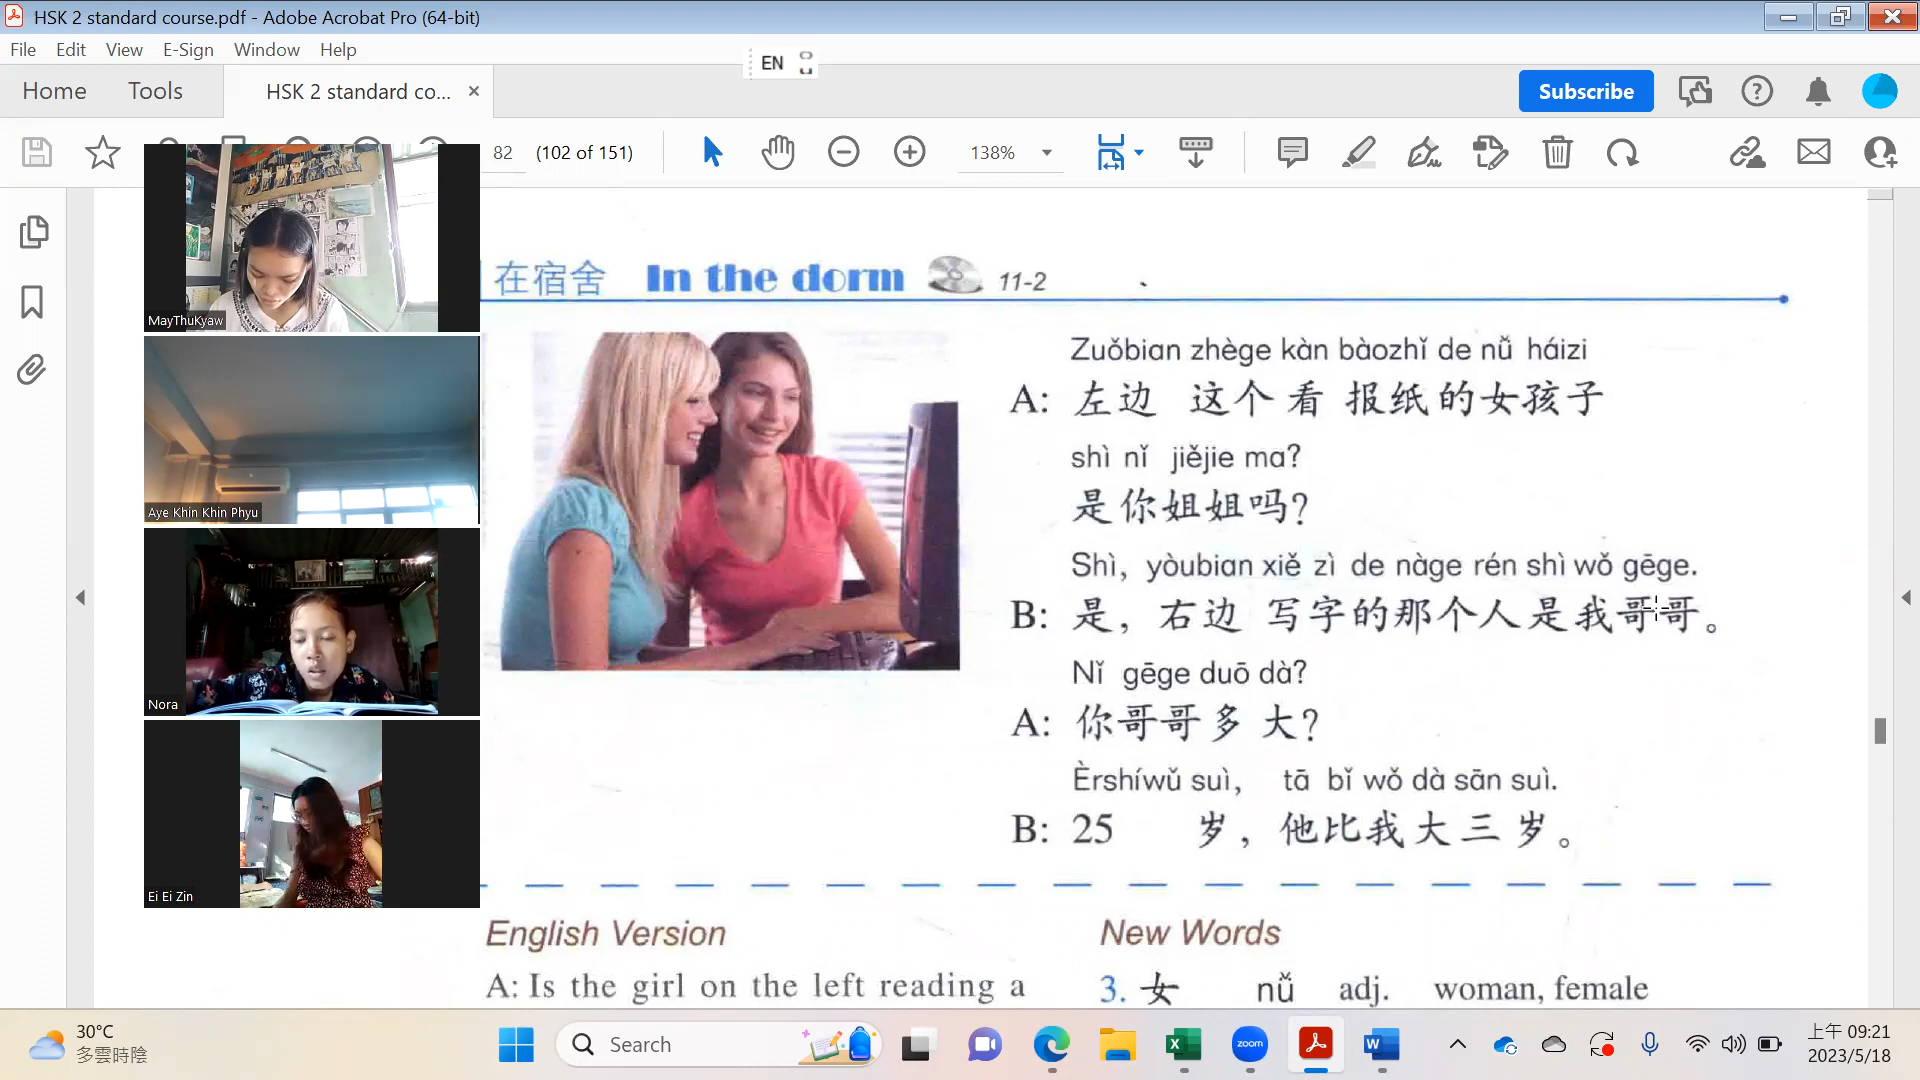 HSK 2 standard course.pdf - Adobe Acrobat Pro (64-bit)
File Edit View E-Sign Window Help
EN
Home Tools HSK 2 standard co... Subscribe
82 (102 of 151) 138%
MayThuKyaw
Aye Khin Khin Phyu
Nora
Ei Ei Zin
在宿舍 In the dorm 11-2
Zuǒbian zhège kàn bàozhǐ de nǚ háizi
A: 左边 这个 看 报纸的女孩子
shì nǐ jiějie ma?
是你姐姐吗?
Shì, yòubian xiě zì de nàge rén shì wǒ gēge.
B: 是, 右边 写字的那个人是我哥哥。
Nǐ gēge duō dà?
A: 你哥哥多大?
Èrshíwǔ suì, tā bǐ wǒ dà sān suì.
B: 25 岁, 他比我大三岁。
English Version
A: Is the girl on the left reading a
New Words
3. 女 nǚ adj. woman, female
30°C
多雲時陰
Search
zoom
上午 09:21
2023/5/18